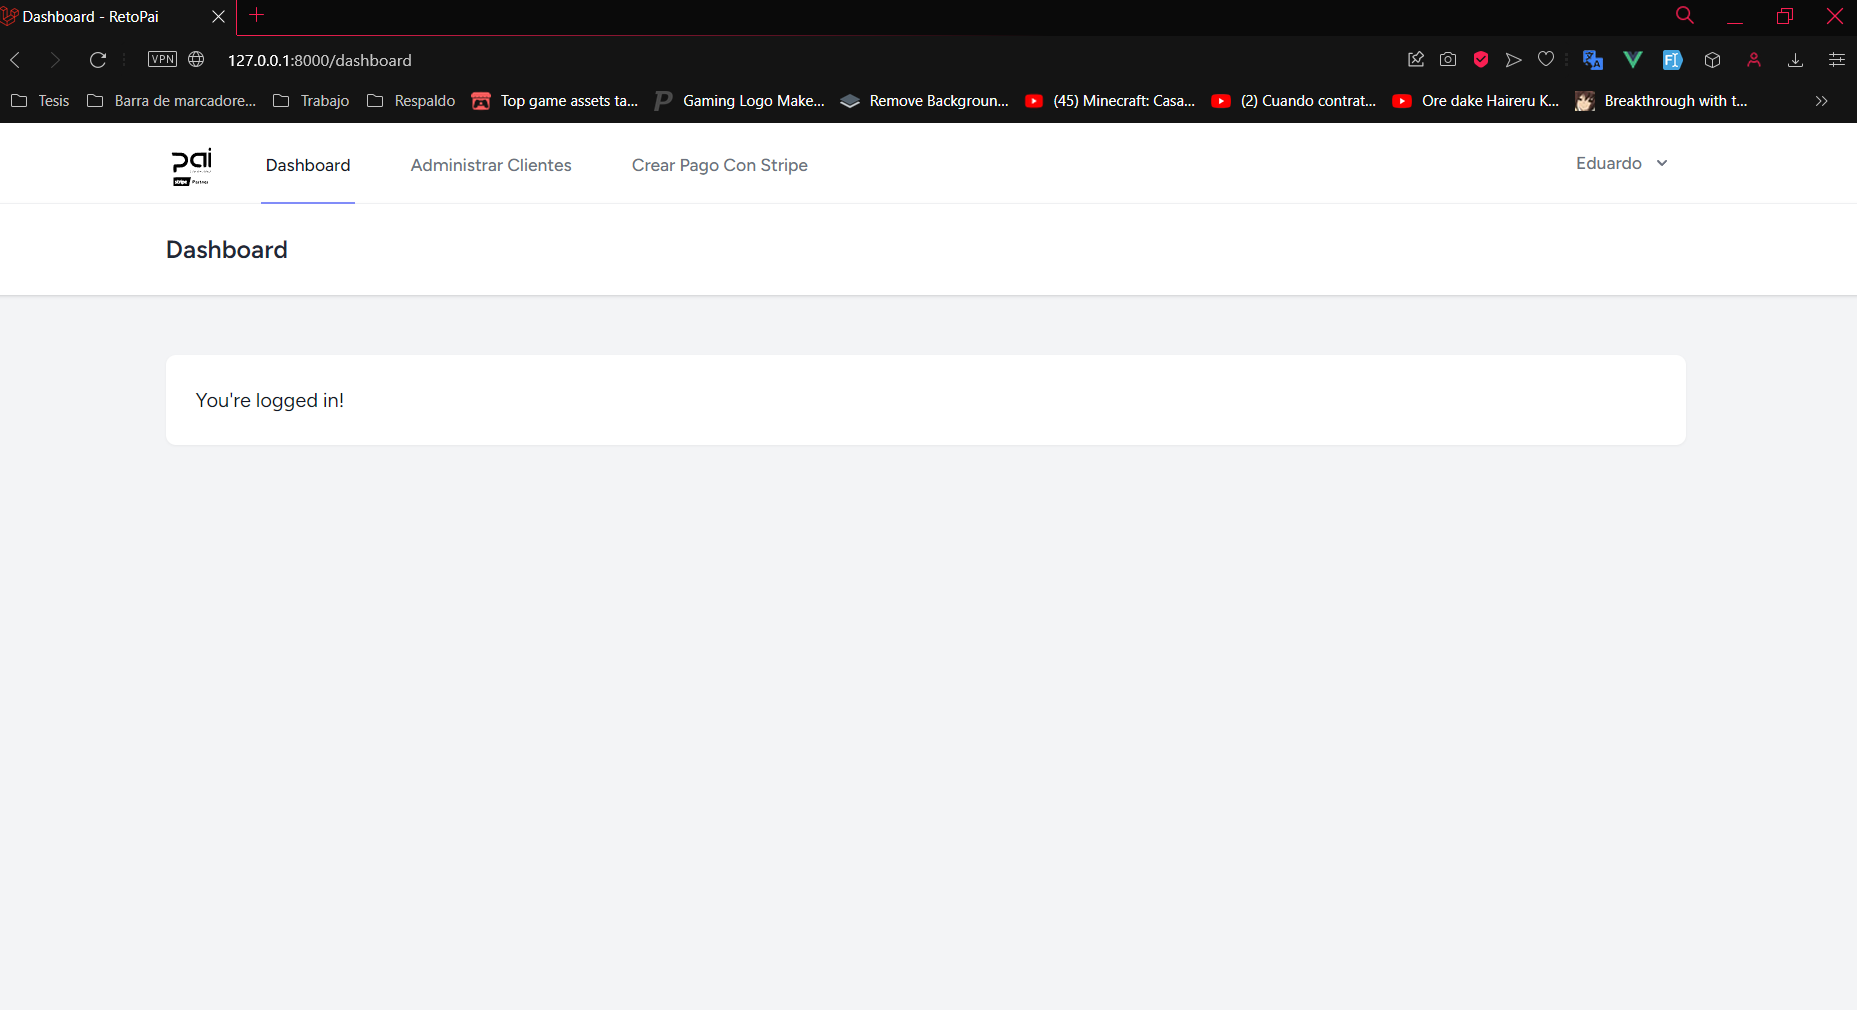 Dashboard - RetoPai
VPN 127.0.0.1:8000/dashboard
Tesis Barra de marcadore... Trabajo Respaldo Top game assets ta... Gaming Logo Make... Remove Backgroun... (45) Minecraft: Casa... (2) Cuando contrat... Ore dake Haireru K... Breakthrough with t...
pai
stripe Partner
Dashboard Administrar Clientes Crear Pago Con Stripe Eduardo
Dashboard
You're logged in!